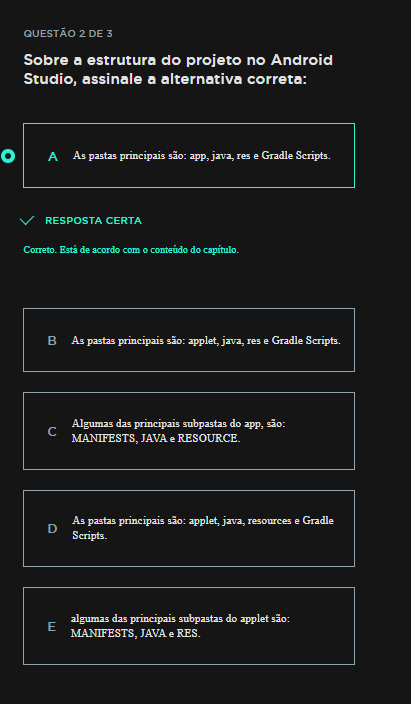 QUESTÃO 2 DE 3
Sobre a estrutura do projeto no Android
Studio, assinale a alternativa correta:
A As pastas principais são: app, java, res e Gradle Scripts.
RESPOSTA CERTA
Correto. Está de acordo com o conteúdo do capítulo.
B As pastas principais são: applet, java, res e Gradle Scripts.
C Algumas das principais subpastas do app, são:
MANIFESTS, JAVA e RESOURCE.
D As pastas principais são: applet, java, resources e Gradle
Scripts.
E algumas das principais subpastas do applet são:
MANIFESTS, JAVA e RES.